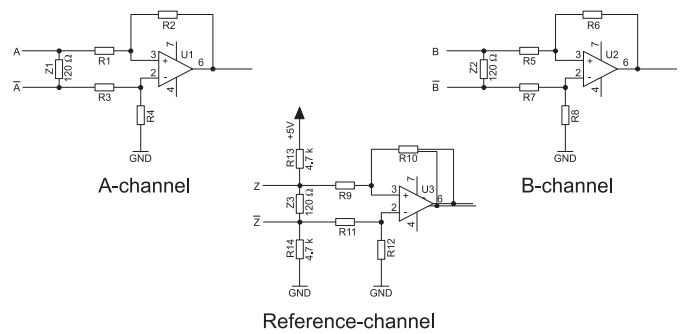 R2
A
R1
3
7
U1
+
6
Z1
120 Ω
2
-
A̅
R3
4
R4
GND
A-channel
R6
B
R5
3
7
U2
+
6
Z2
120 Ω
2
-
B̅
R7
4
R8
GND
B-channel
+5V
R13
4.7 k
R10
Z
R9
3
7
U3
+
6
Z3
120 Ω
2
-
Z̅
R11
4
R14
4.7 k
R12
GND
GND
Reference-channel